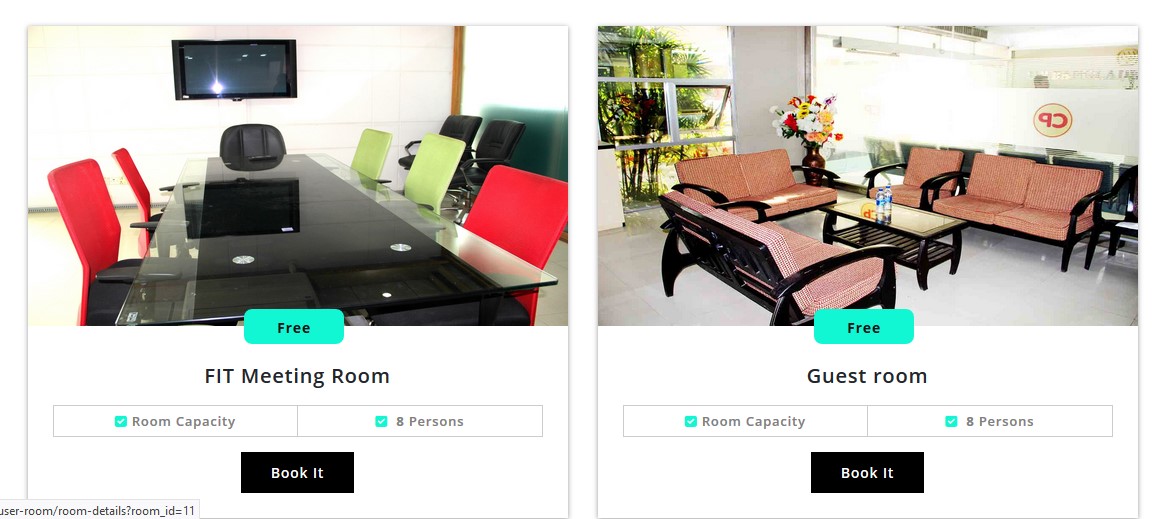 CP
Free
Free
FIT Meeting Room
Guest room
Room Capacity
8 Persons
Room Capacity
8 Persons
Book It
Book It
user-room/room-details?room_id=11